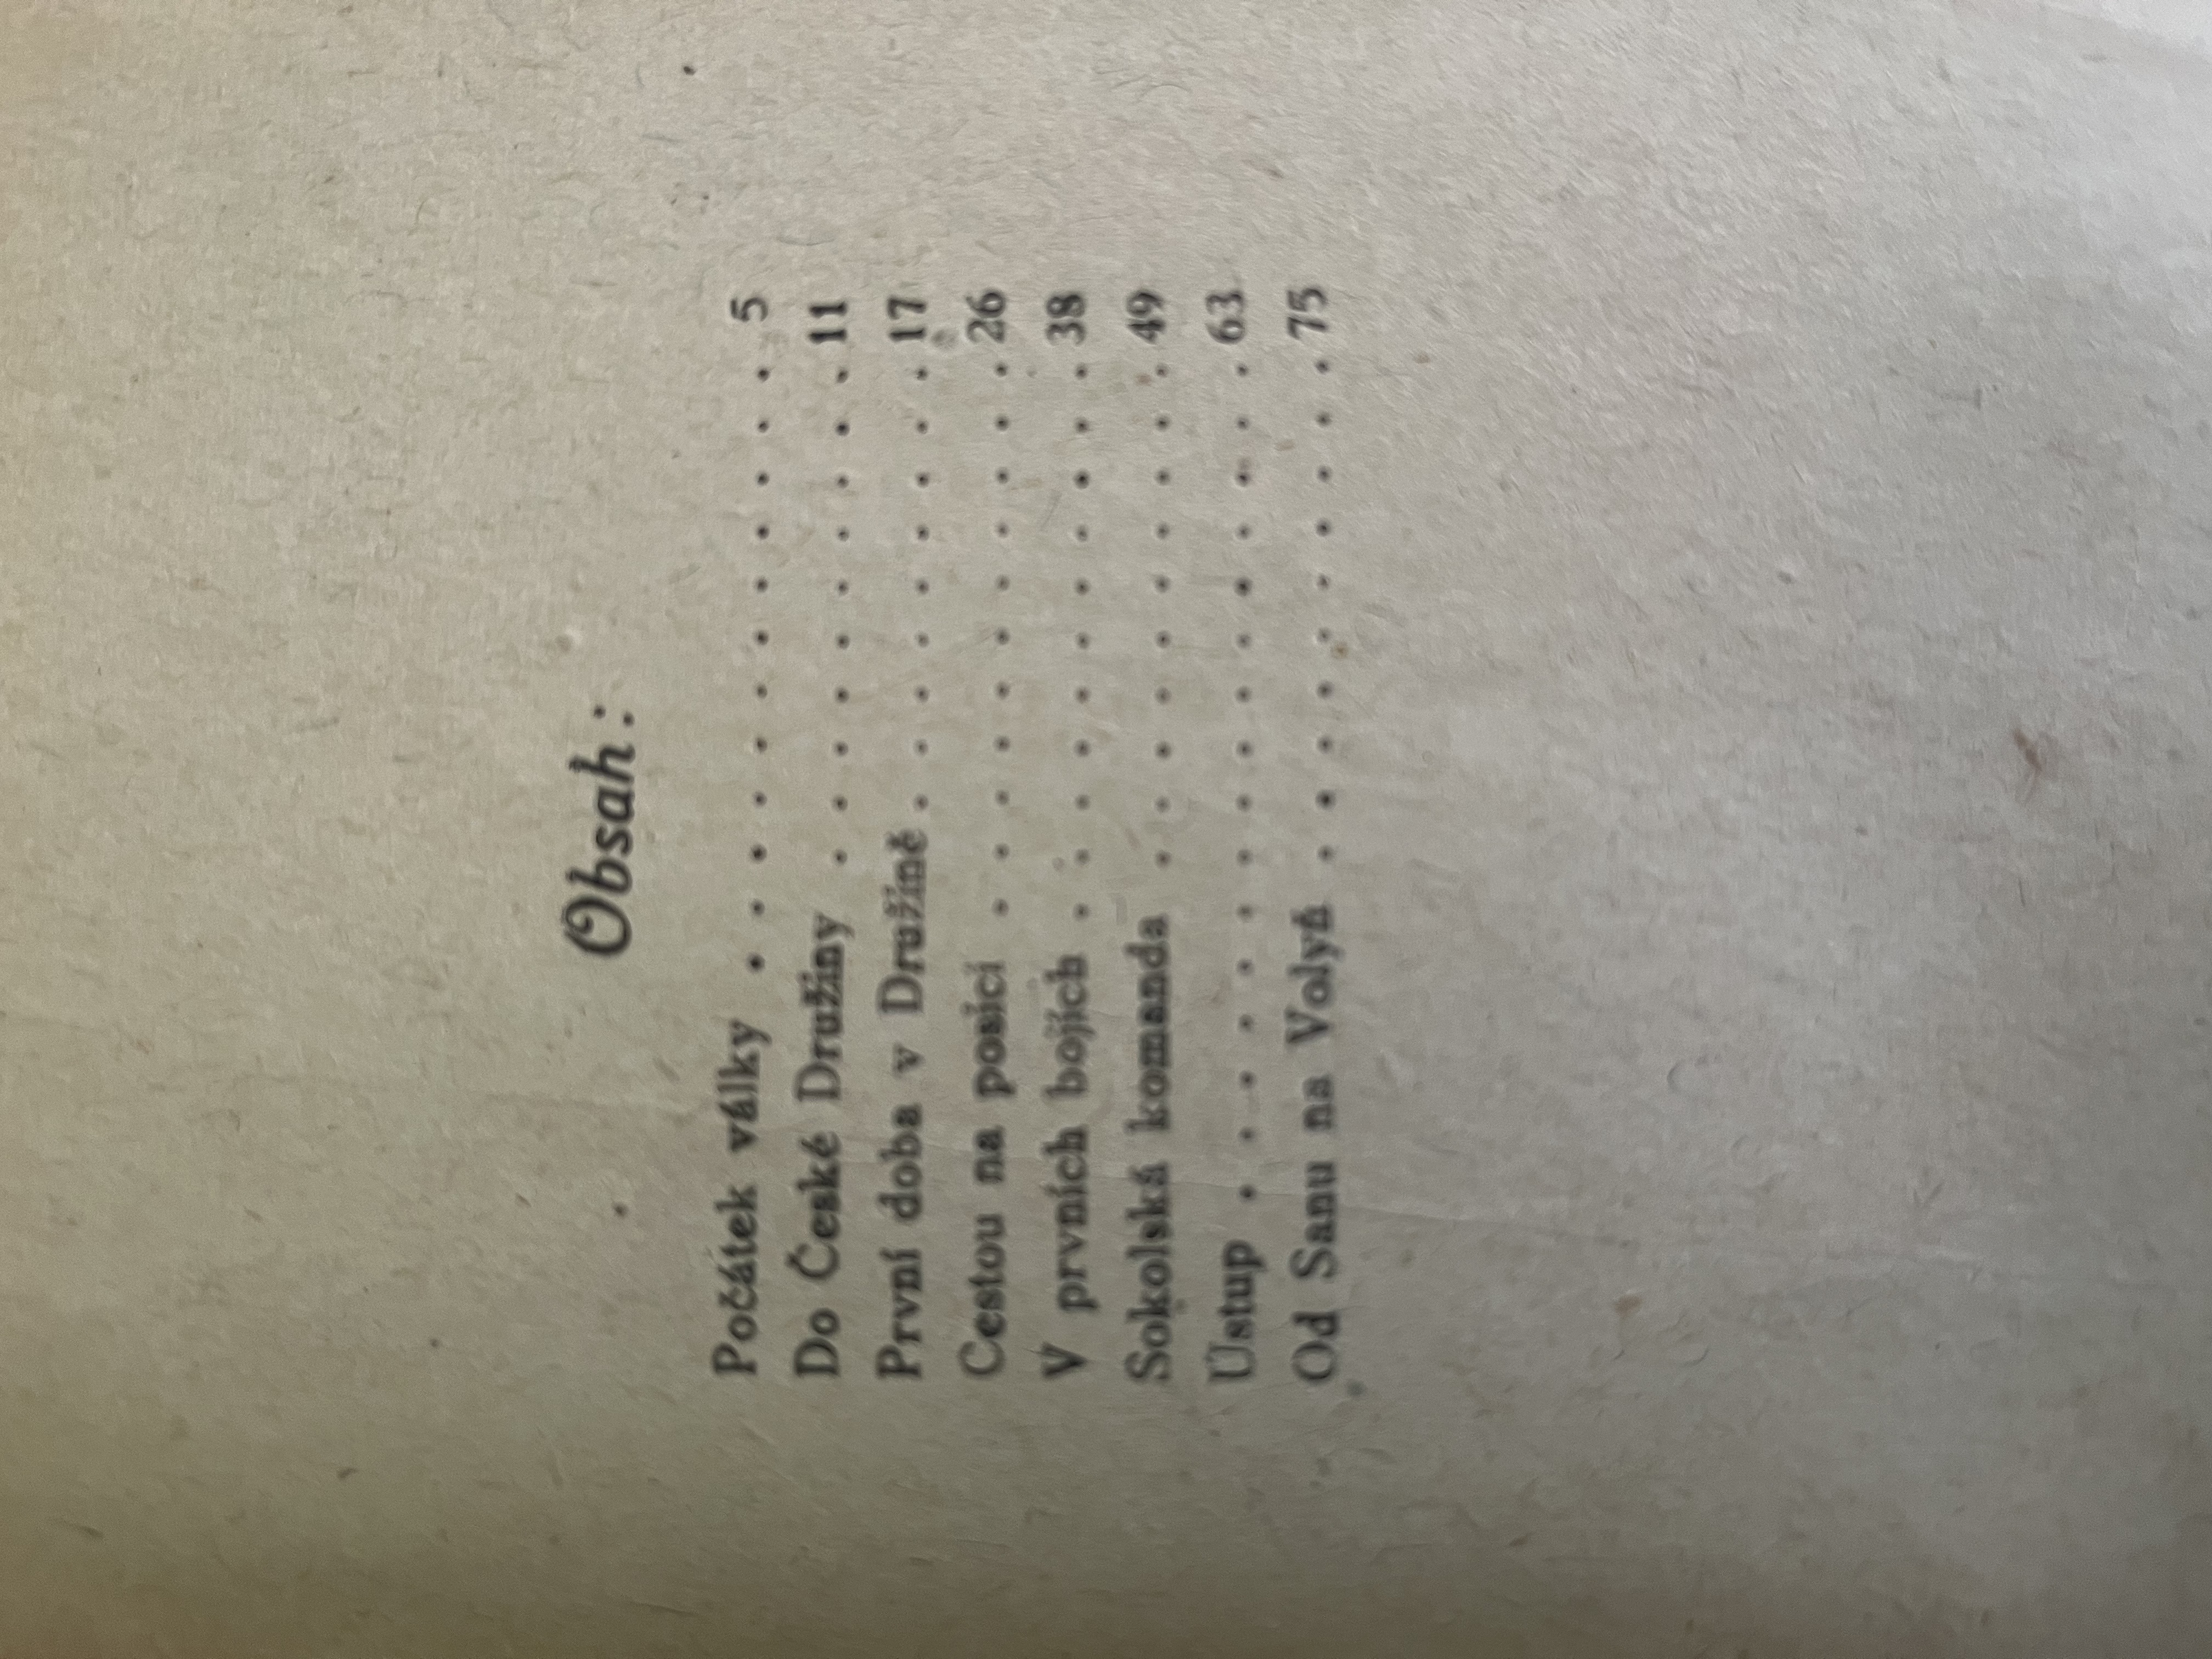 Obsah:
Počátek války . . . . . . . . . . . . 5
Do České Družiny . . . . . . . . . . 11
První doba v Družině . . . . . . . . . 17
Cestou na posici . . . . . . . . . . . 26
V prvních bojích . . . . . . . . . . . 38
Sokolská komanda . . . . . . . . . . 49
Ústup . . . . . . . . . . . . . . . . 63
Od Sanu na Volyň . . . . . . . . . . 75